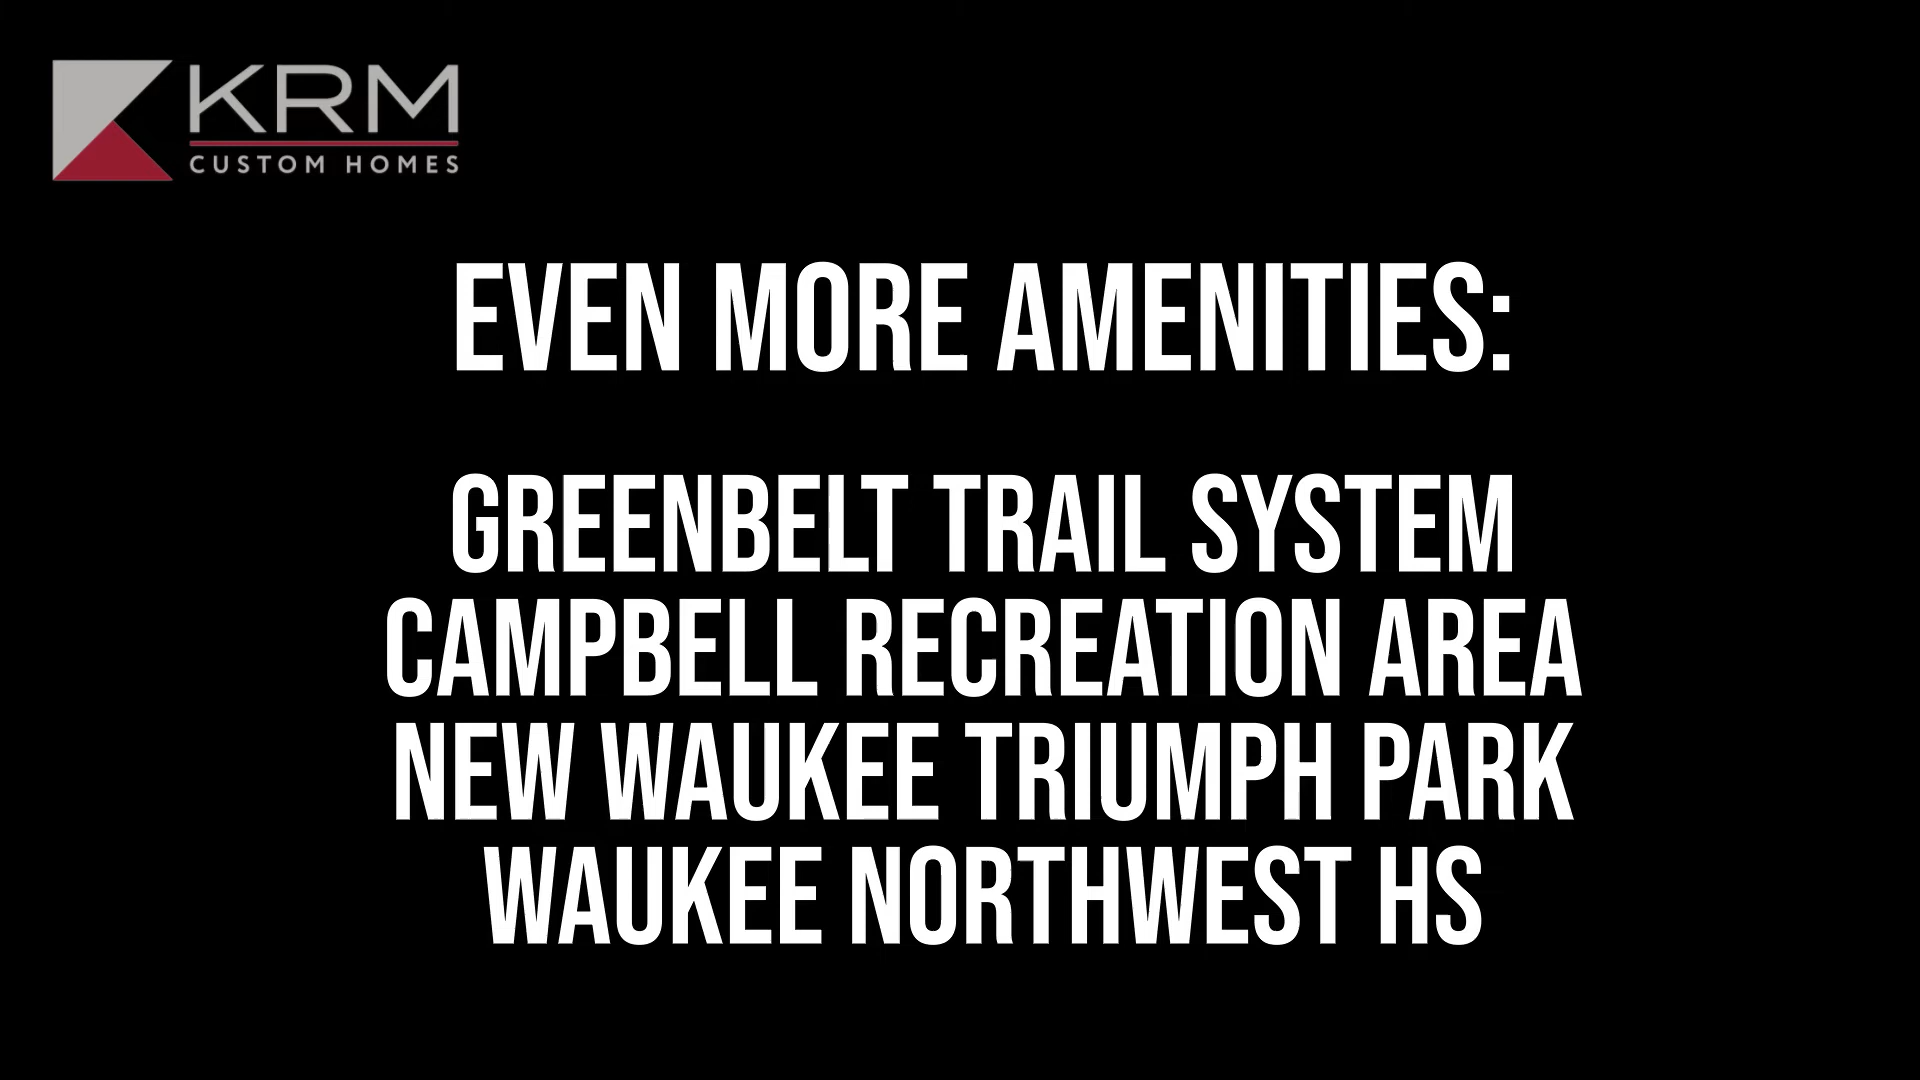 KRM
CUSTOM HOMES
EVEN MORE AMENITIES:
GREENBELT TRAIL SYSTEM
CAMPBELL RECREATION AREA
NEW WAUKEE TRIUMPH PARK
WAUKEE NORTHWEST HS